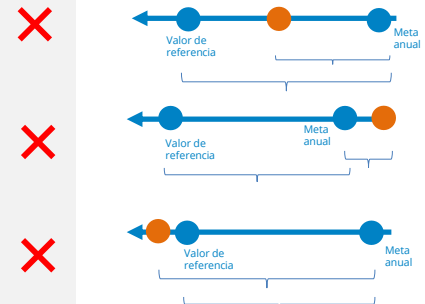 Valor de
referencia
Meta
anual
Valor de
referencia
Meta
anual
Valor de
referencia
Meta
anual